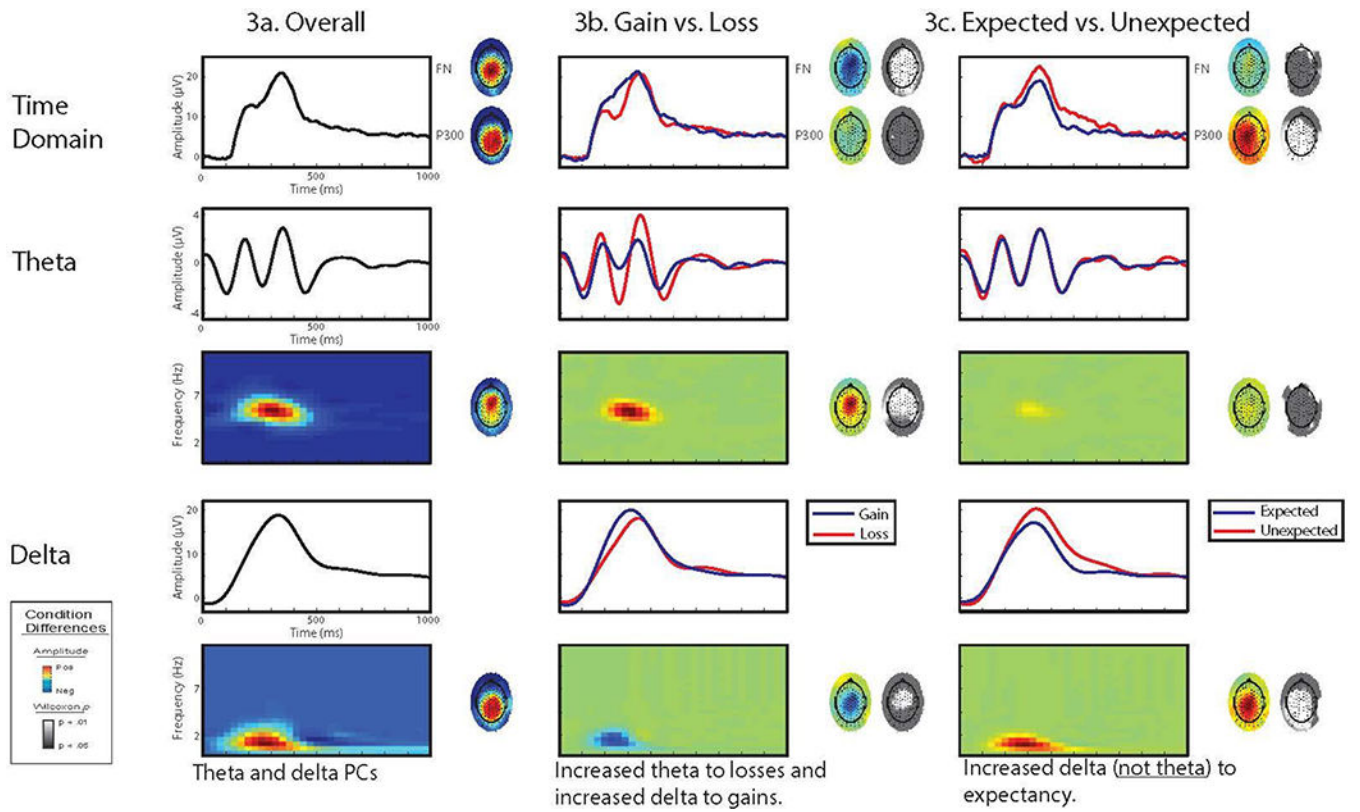 3a. Overall
3b. Gain vs. Loss
3c. Expected vs. Unexpected
Time
Domain
Amplitude (µV)
20
10
0
0
500
1000
Time (ms)
FN
P300
FN
P300
FN
P300
Theta
Amplitude (µV)
4
0
-4
0
500
1000
Time (ms)
Frequency (Hz)
7
2
Delta
Amplitude (µV)
20
10
0
Time (ms)
Gain
Loss
Expected
Unexpected
Frequency (Hz)
7
2
Condition
Differences
Amplitude
Pos
Neg
Wilcoxon p
p < .01
p < .05
Theta and delta PCs
Increased theta to losses and
increased delta to gains.
Increased delta (not theta) to
expectancy.